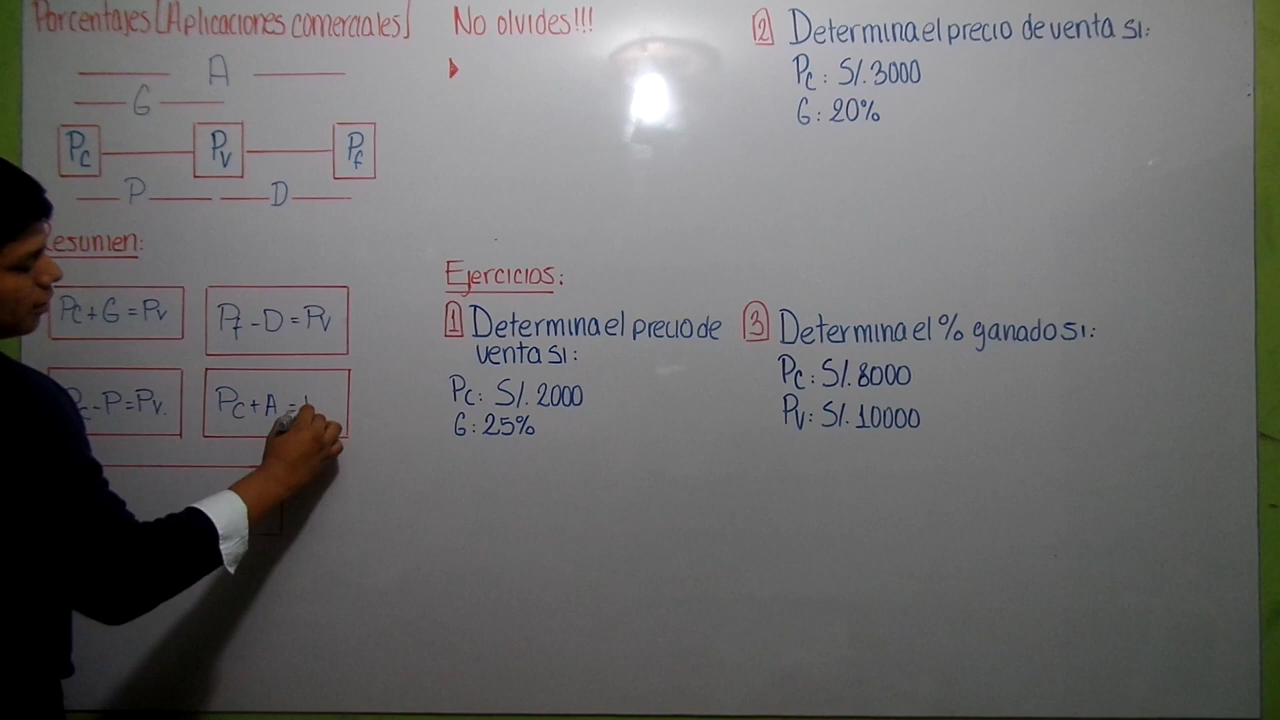 Porcentajes [Aplicaciones comerciales]
A
G
Pc Pv Pf
P D
esumen:
Pc+G=Pv
Pf-D=Pv
-P=Pv.
Pc+A=
No olvides!!!
Ejercicios:
1 Determina el precio de
venta si:
Pc: S/. 2000
G: 25%
2 Determina el precio de venta si:
Pc: S/. 3000
G: 20%
3 Determina el % ganado si:
Pc: S/. 8000
Pv: S/. 10000